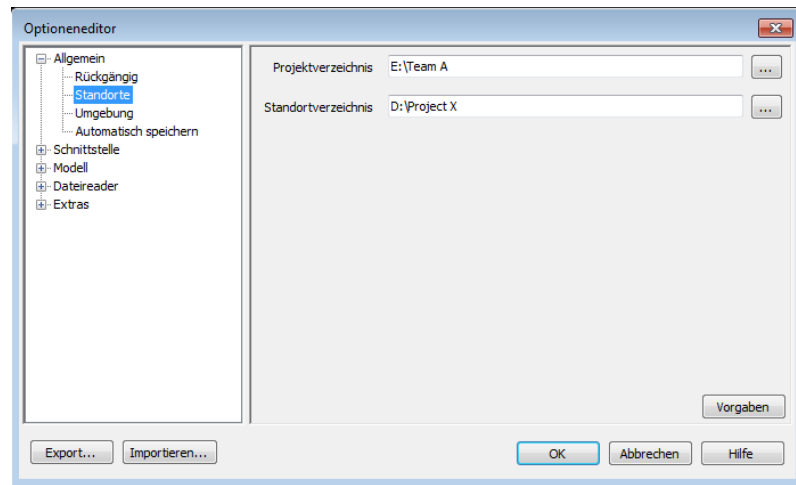 Optioneneditor
Allgemein
Rückgängig
Standorte
Umgebung
Automatisch speichern
Schnittstelle
Modell
Dateireader
Extras
Projektverzeichnis E:\Team A ...
Standortverzeichnis D:\Project X ...
Vorgaben
Export... Importieren... OK Abbrechen Hilfe